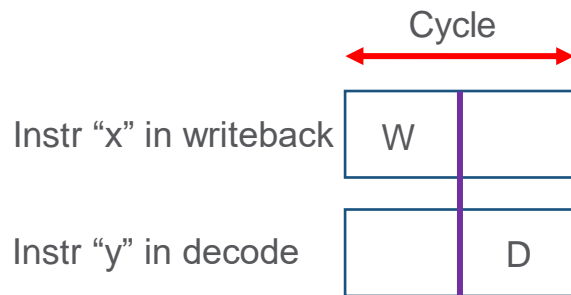 Cycle
Instr “x” in writeback W
Instr “y” in decode D